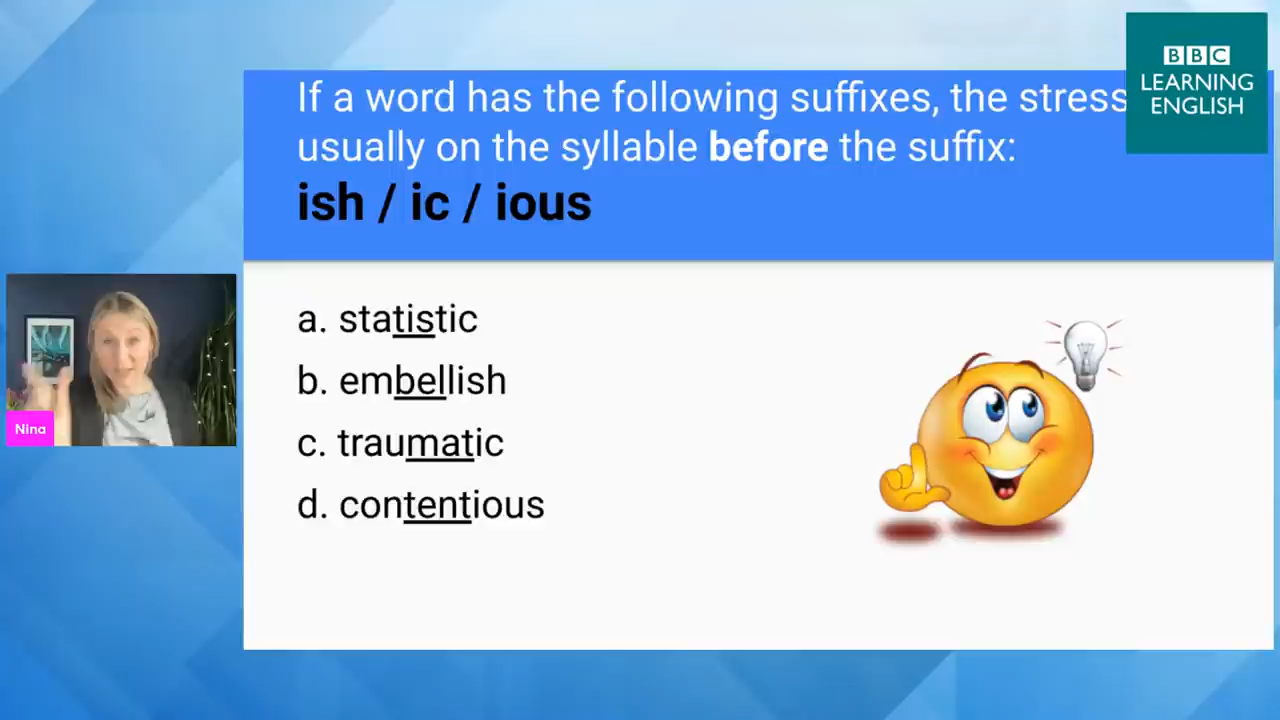 If a word has the following suffixes, the stress
usually on the syllable before the suffix:
ish / ic / ious
a. statistic
b. embellish
c. traumatic
d. contentious
BBC
LEARNING
ENGLISH
Nina